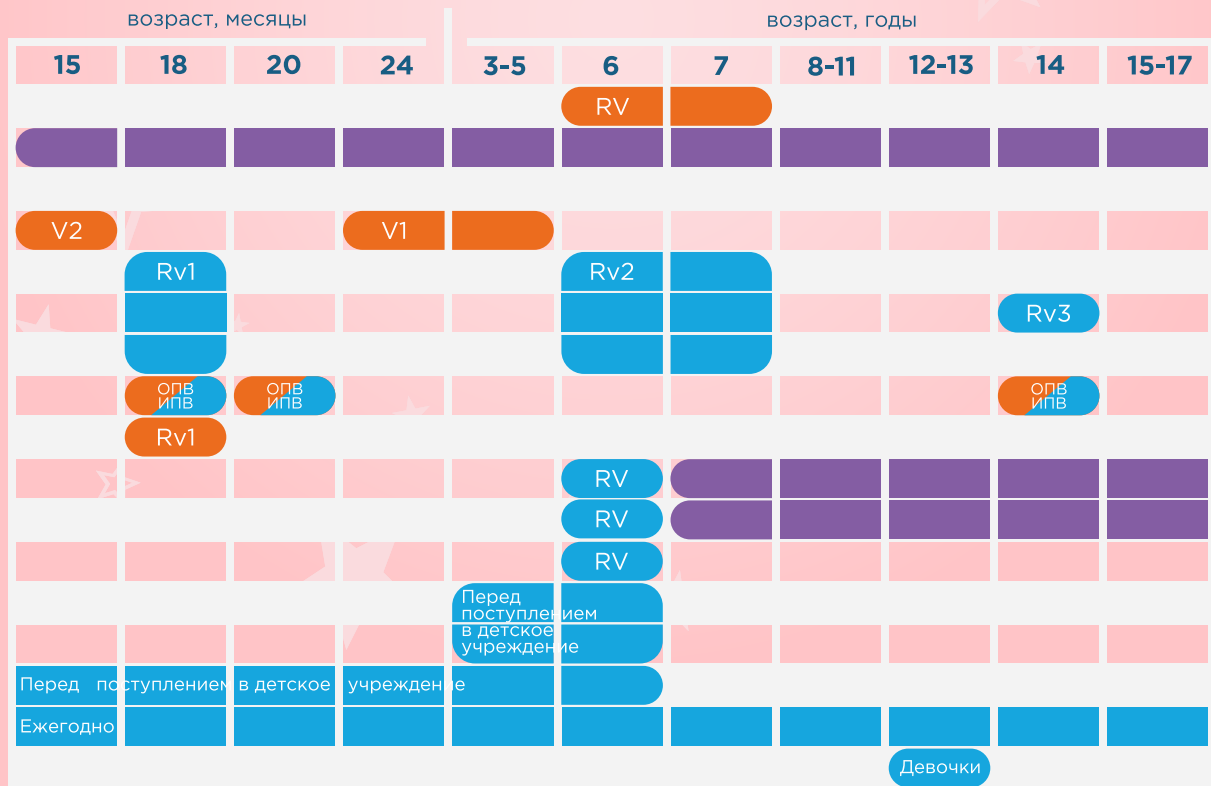 возраст, месяцы
возраст, годы
15 18 20 24 3-5 6 7 8-11 12-13 14 15-17
RV
V2 V1
Rv1 Rv2
Rv3
ОПВ ОПВ ОПВ
ИПВ ИПВ ИПВ
Rv1
RV
RV
RV
Перед
поступлением
в детское
учреждение
Перед поступлением в детское учреждение
Ежегодно
Девочки